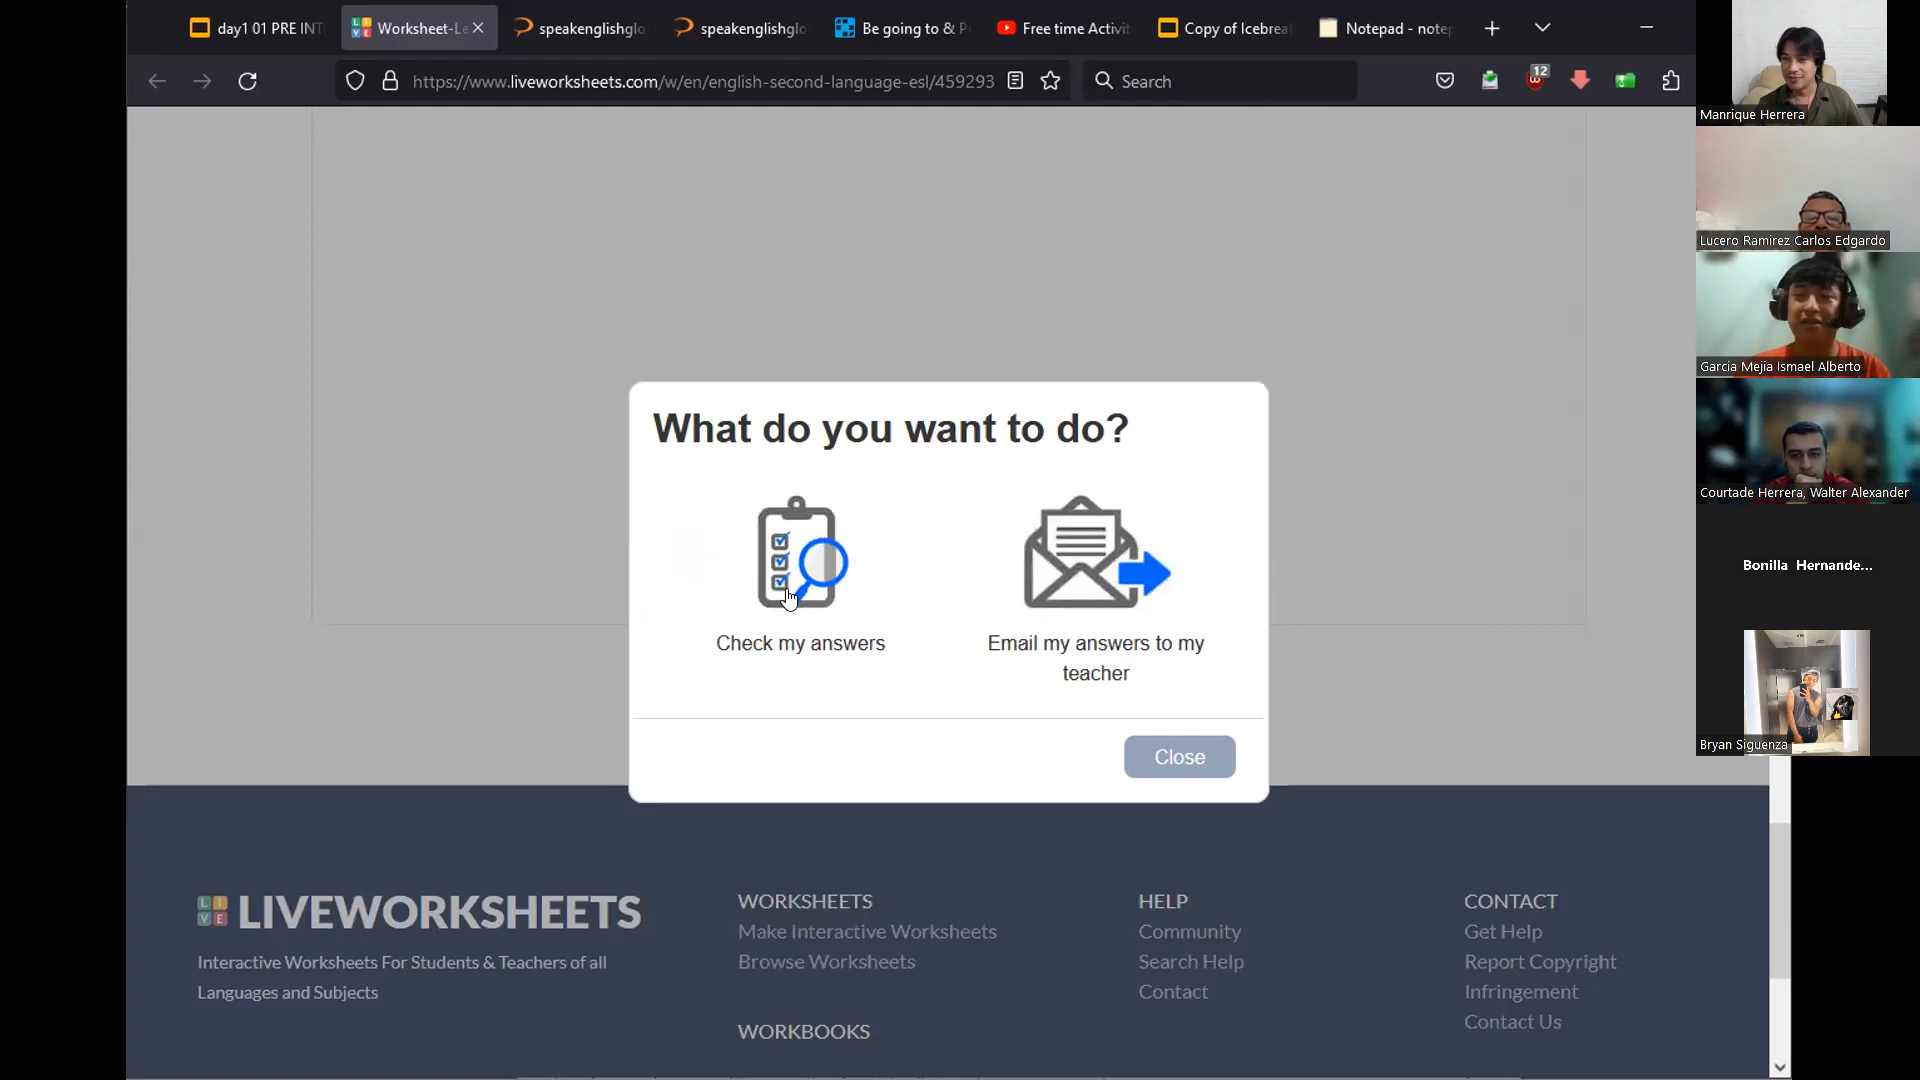 day1 01 PRE INT
Worksheet-Le
speakenglishglo
speakenglishglo
Be going to & P
Free time Activit
Copy of Icebrea
Notepad - note
https://www.liveworksheets.com/w/en/english-second-language-esl/459293
Search
12
What do you want to do?
Check my answers
Email my answers to my
teacher
Close
LIVE
LIVEWORKSHEETS
Interactive Worksheets For Students & Teachers of all
Languages and Subjects
WORKSHEETS
Make Interactive Worksheets
Browse Worksheets
WORKBOOKS
HELP
Community
Search Help
Contact
CONTACT
Get Help
Report Copyright
Infringement
Contact Us
Manrique Herrera
Lucero Ramirez Carlos Edgardo
Garcia Mejia Ismael Alberto
Courtade Herrera, Walter Alexander
Bonilla Hernande...
Bryan Siguenza